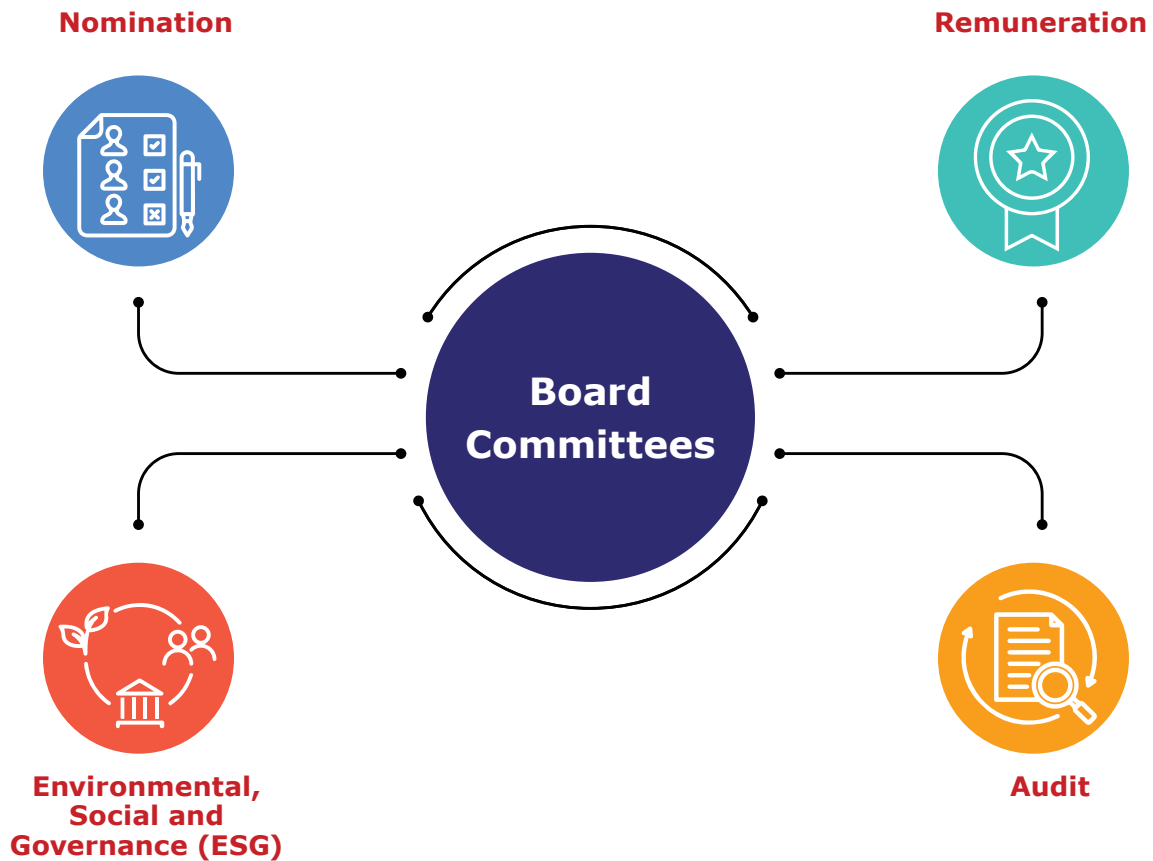 Nomination
Remuneration
Board
Committees
Environmental,
Social and
Governance (ESG)
Audit